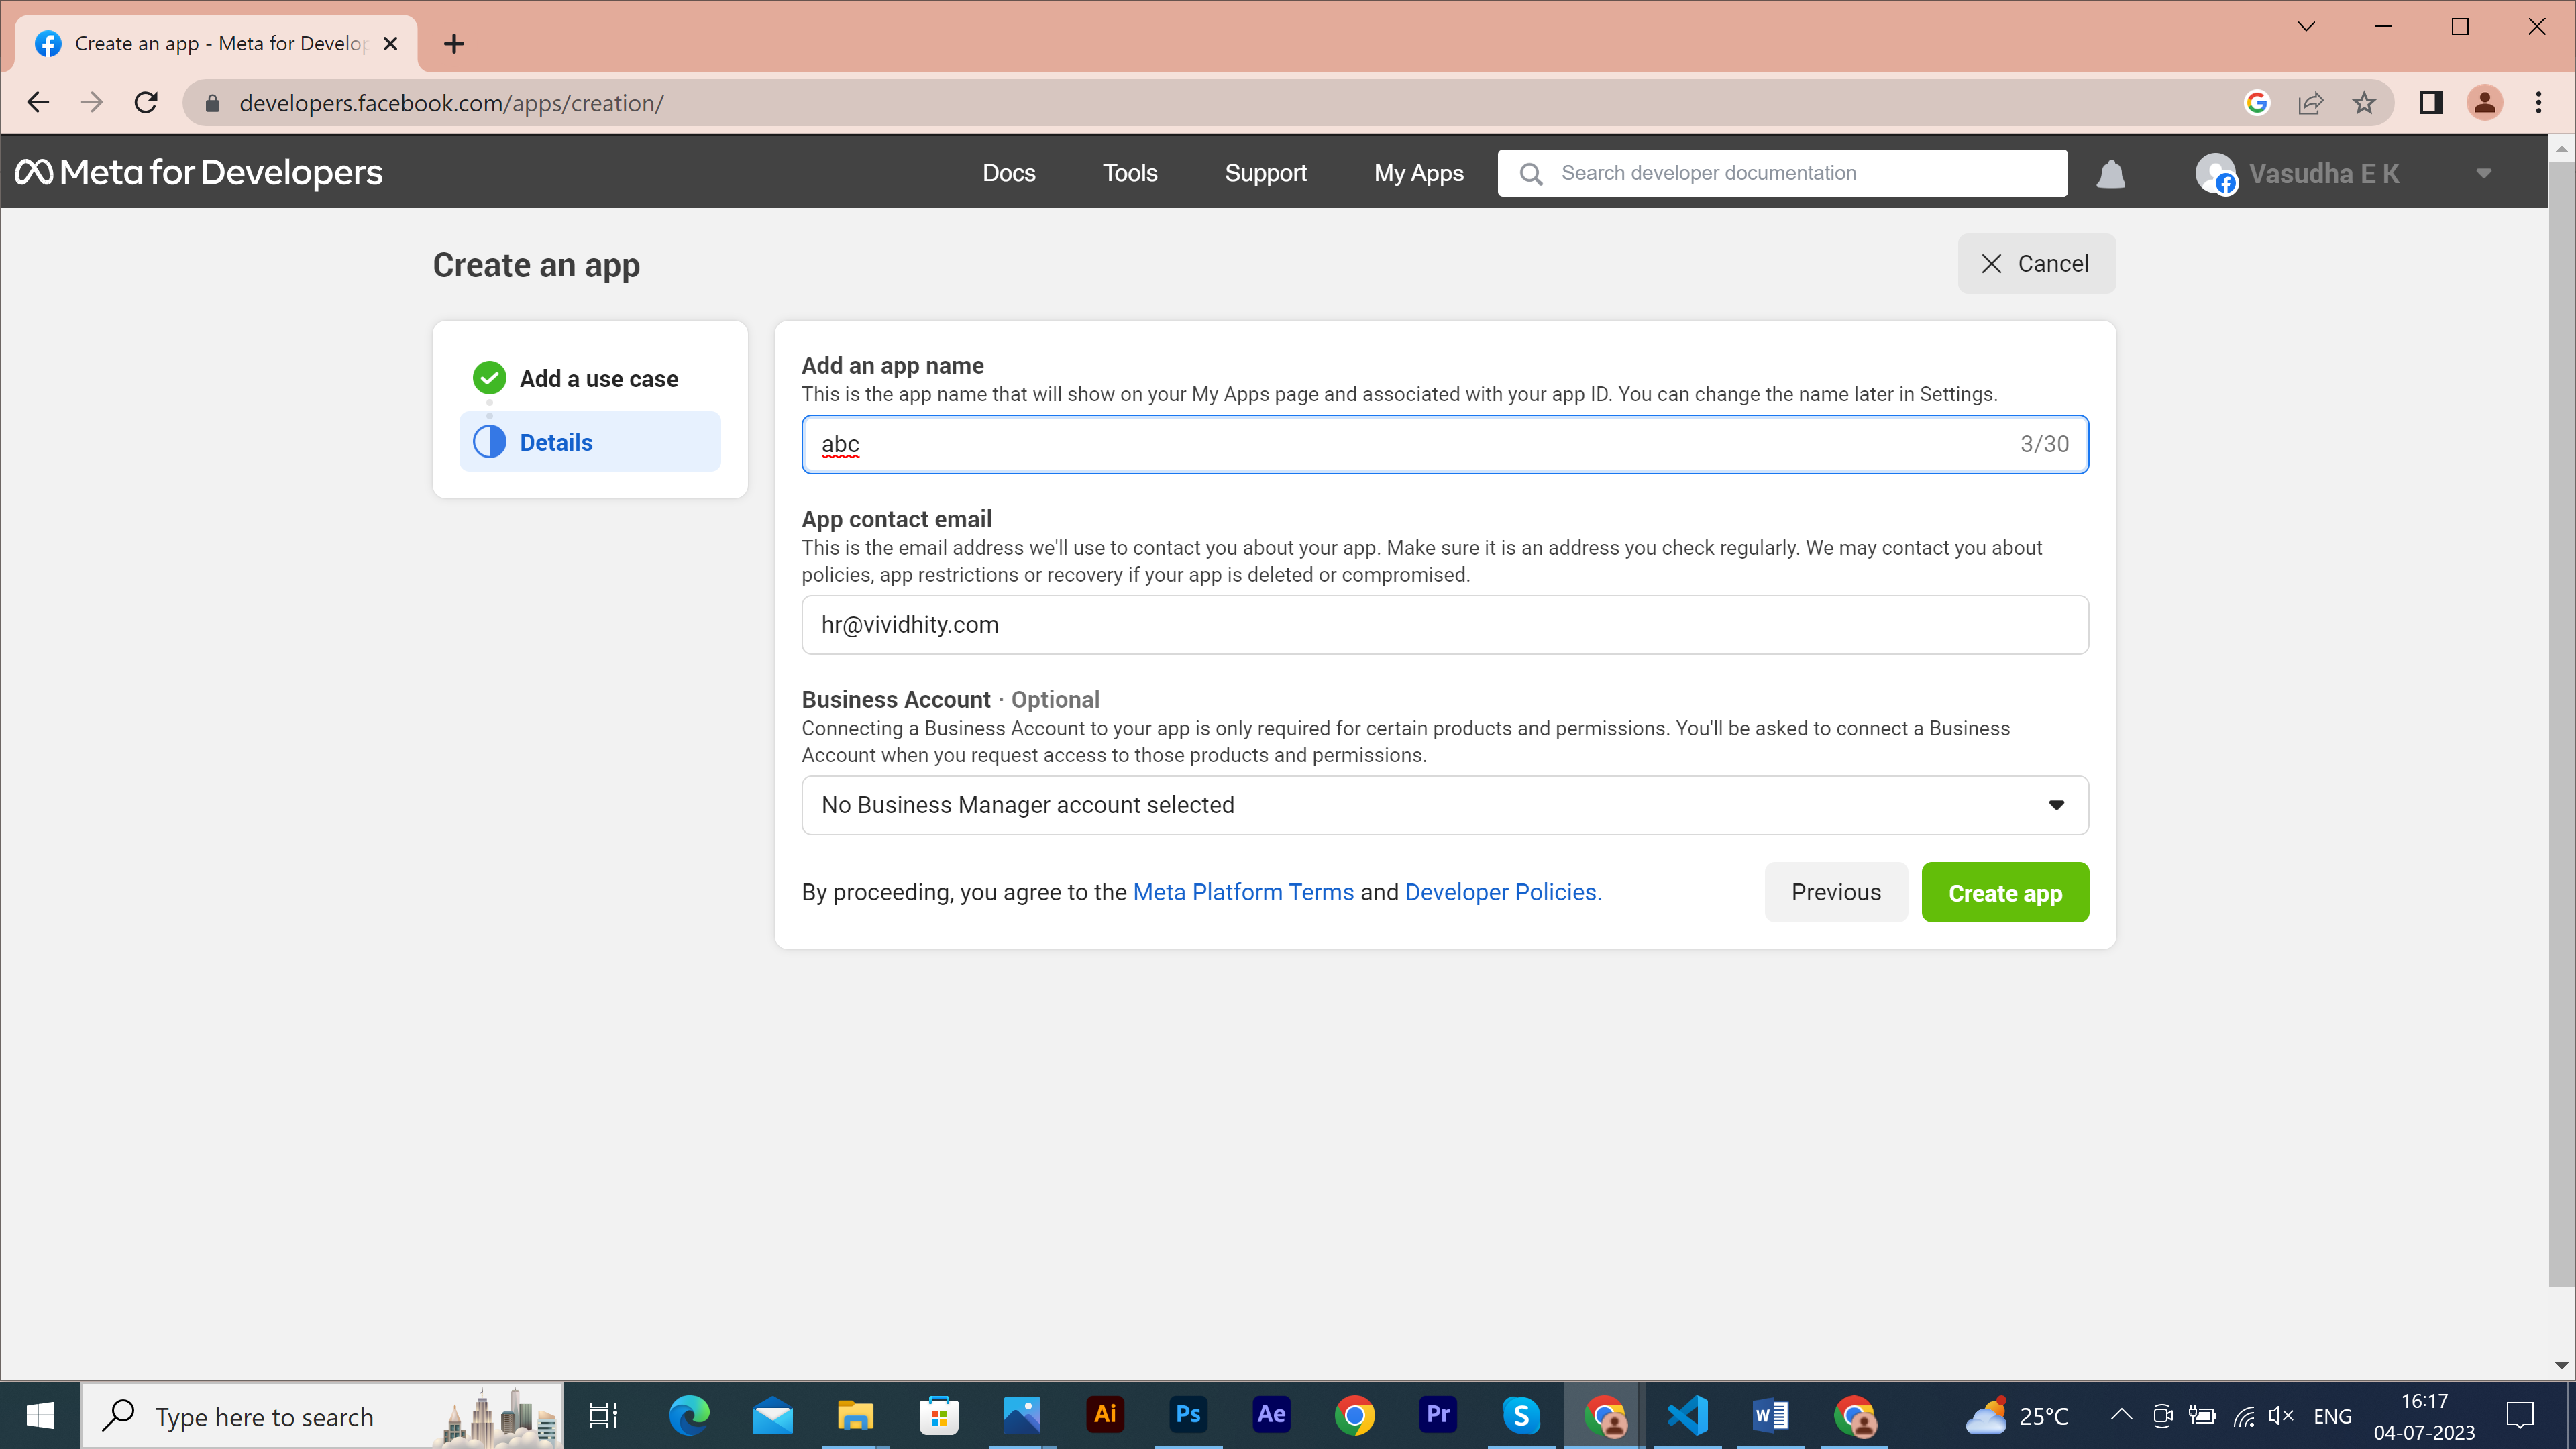 Create an app - Meta for Develop
developers.facebook.com/apps/creation/
Meta for Developers
Docs
Tools
Support
My Apps
Search developer documentation
Vasudha E K
Create an app
Cancel
Add a use case
Details
Add an app name
This is the app name that will show on your My Apps page and associated with your app ID. You can change the name later in Settings.
abc
3/30
App contact email
This is the email address we'll use to contact you about your app. Make sure it is an address you check regularly. We may contact you about
policies, app restrictions or recovery if your app is deleted or compromised.
hr@vividhity.com
Business Account · Optional
Connecting a Business Account to your app is only required for certain products and permissions. You'll be asked to connect a Business
Account when you request access to those products and permissions.
No Business Manager account selected
By proceeding, you agree to the Meta Platform Terms and Developer Policies.
Previous
Create app
Type here to search
Ai
Ps
Ae
Pr
S
W
25°C
ENG
16:17
04-07-2023